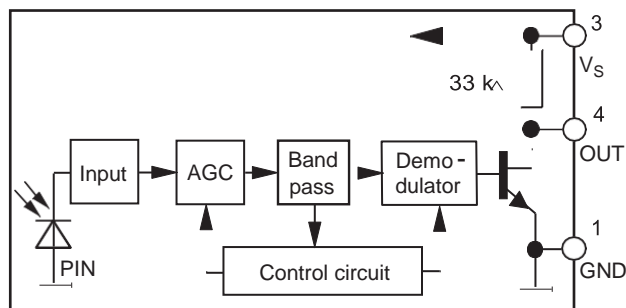 3
V_S
33 k
4
OUT
Input
AGC
Band
pass
Demo -
dulator
1
GND
PIN
Control circuit